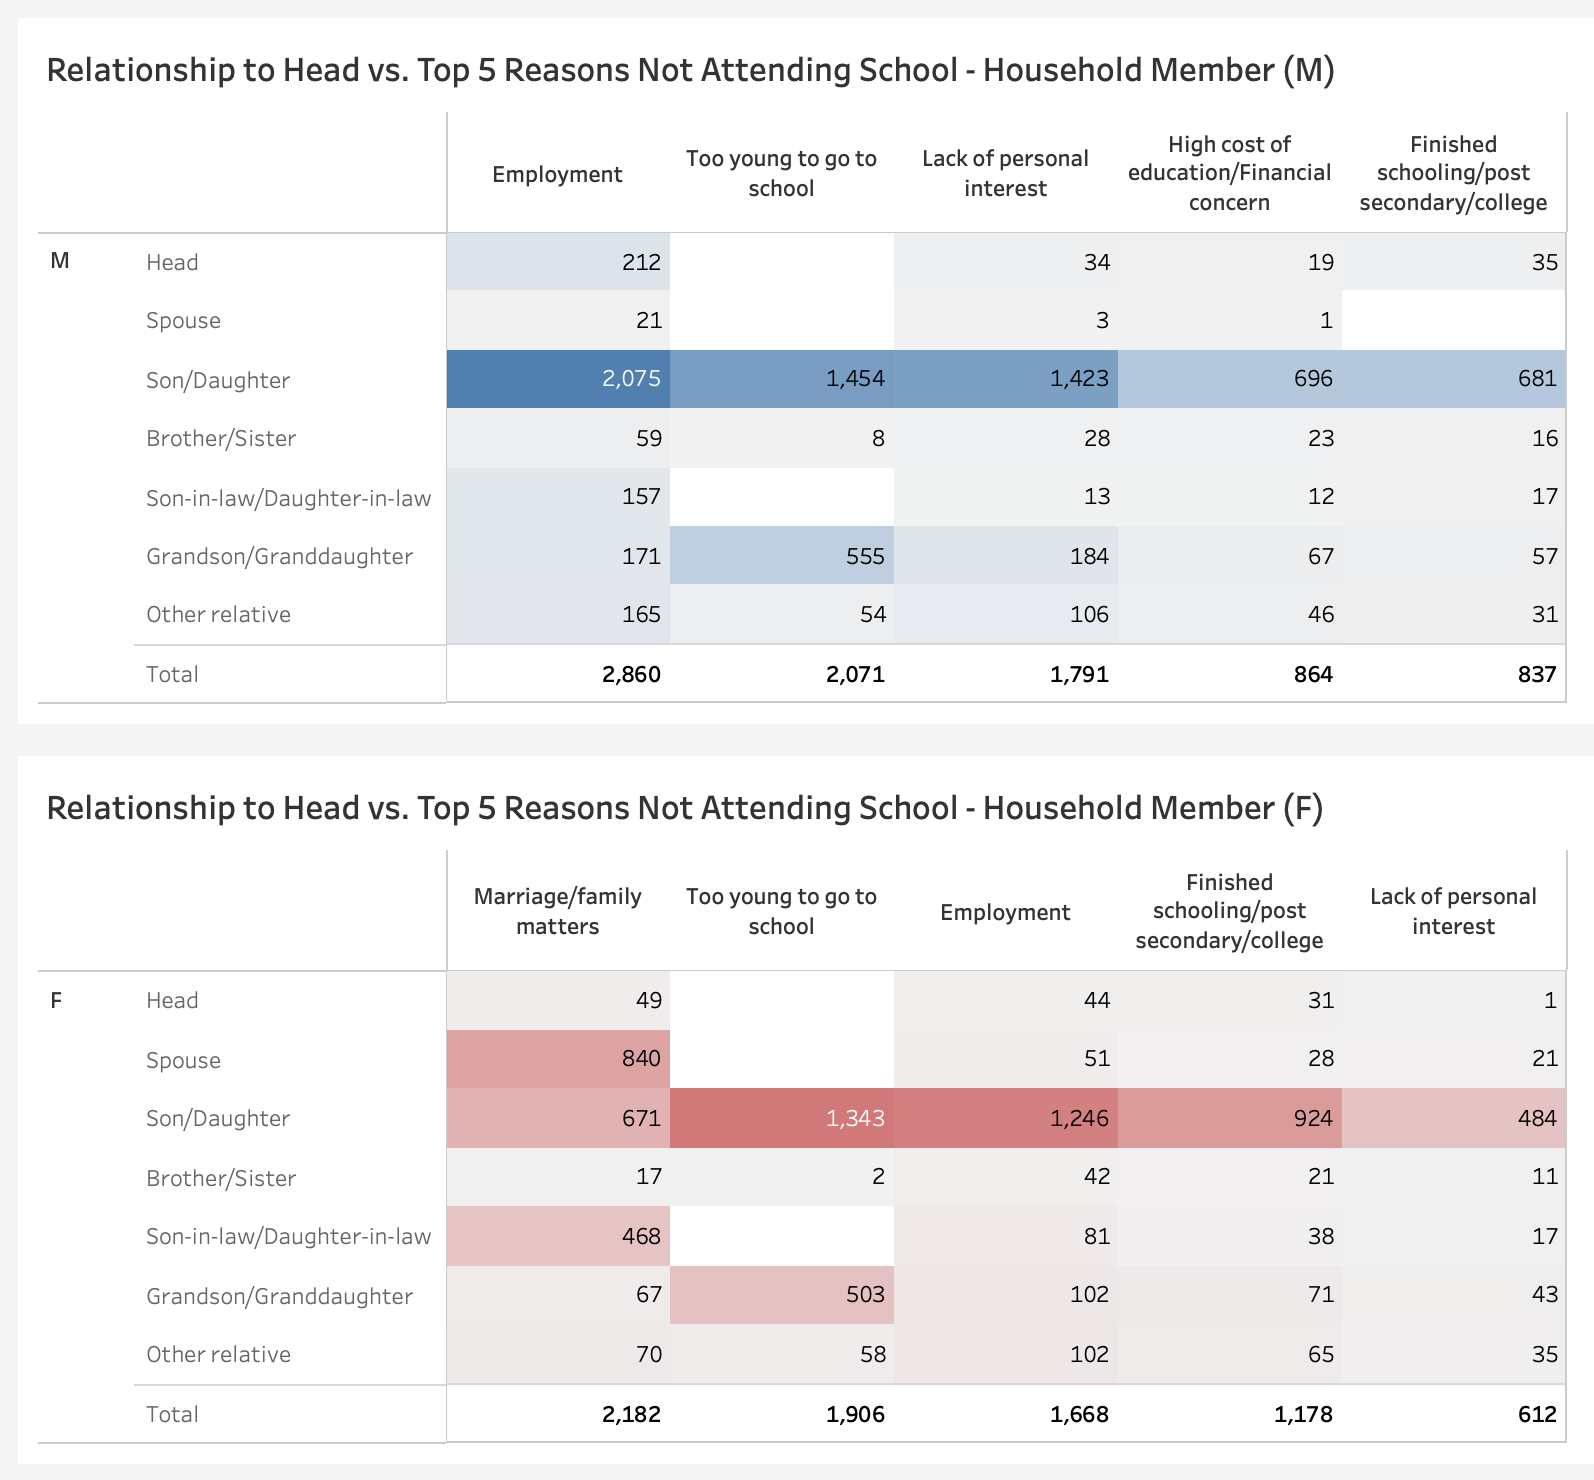 Relationship to Head vs. Top 5 Reasons Not Attending School - Household Member (M)
Employment
Too young to go to
school
Lack of personal
interest
High cost of
education/Financial
concern
Finished
schooling/post
secondary/college
M Head 212 34 19 35
Spouse 21 3 1
Son/Daughter 2,075 1,454 1,423 696 681
Brother/Sister 59 8 28 23 16
Son-in-law/Daughter-in-law 157 13 12 17
Grandson/Granddaughter 171 555 184 67 57
Other relative 165 54 106 46 31
Total 2,860 2,071 1,791 864 837
Relationship to Head vs. Top 5 Reasons Not Attending School - Household Member (F)
Marriage/family
matters
Too young to go to
school
Employment
Finished
schooling/post
secondary/college
Lack of personal
interest
F Head 49 44 31 1
Spouse 840 51 28 21
Son/Daughter 671 1,343 1,246 924 484
Brother/Sister 17 2 42 21 11
Son-in-law/Daughter-in-law 468 81 38 17
Grandson/Granddaughter 67 503 102 71 43
Other relative 70 58 102 65 35
Total 2,182 1,906 1,668 1,178 612